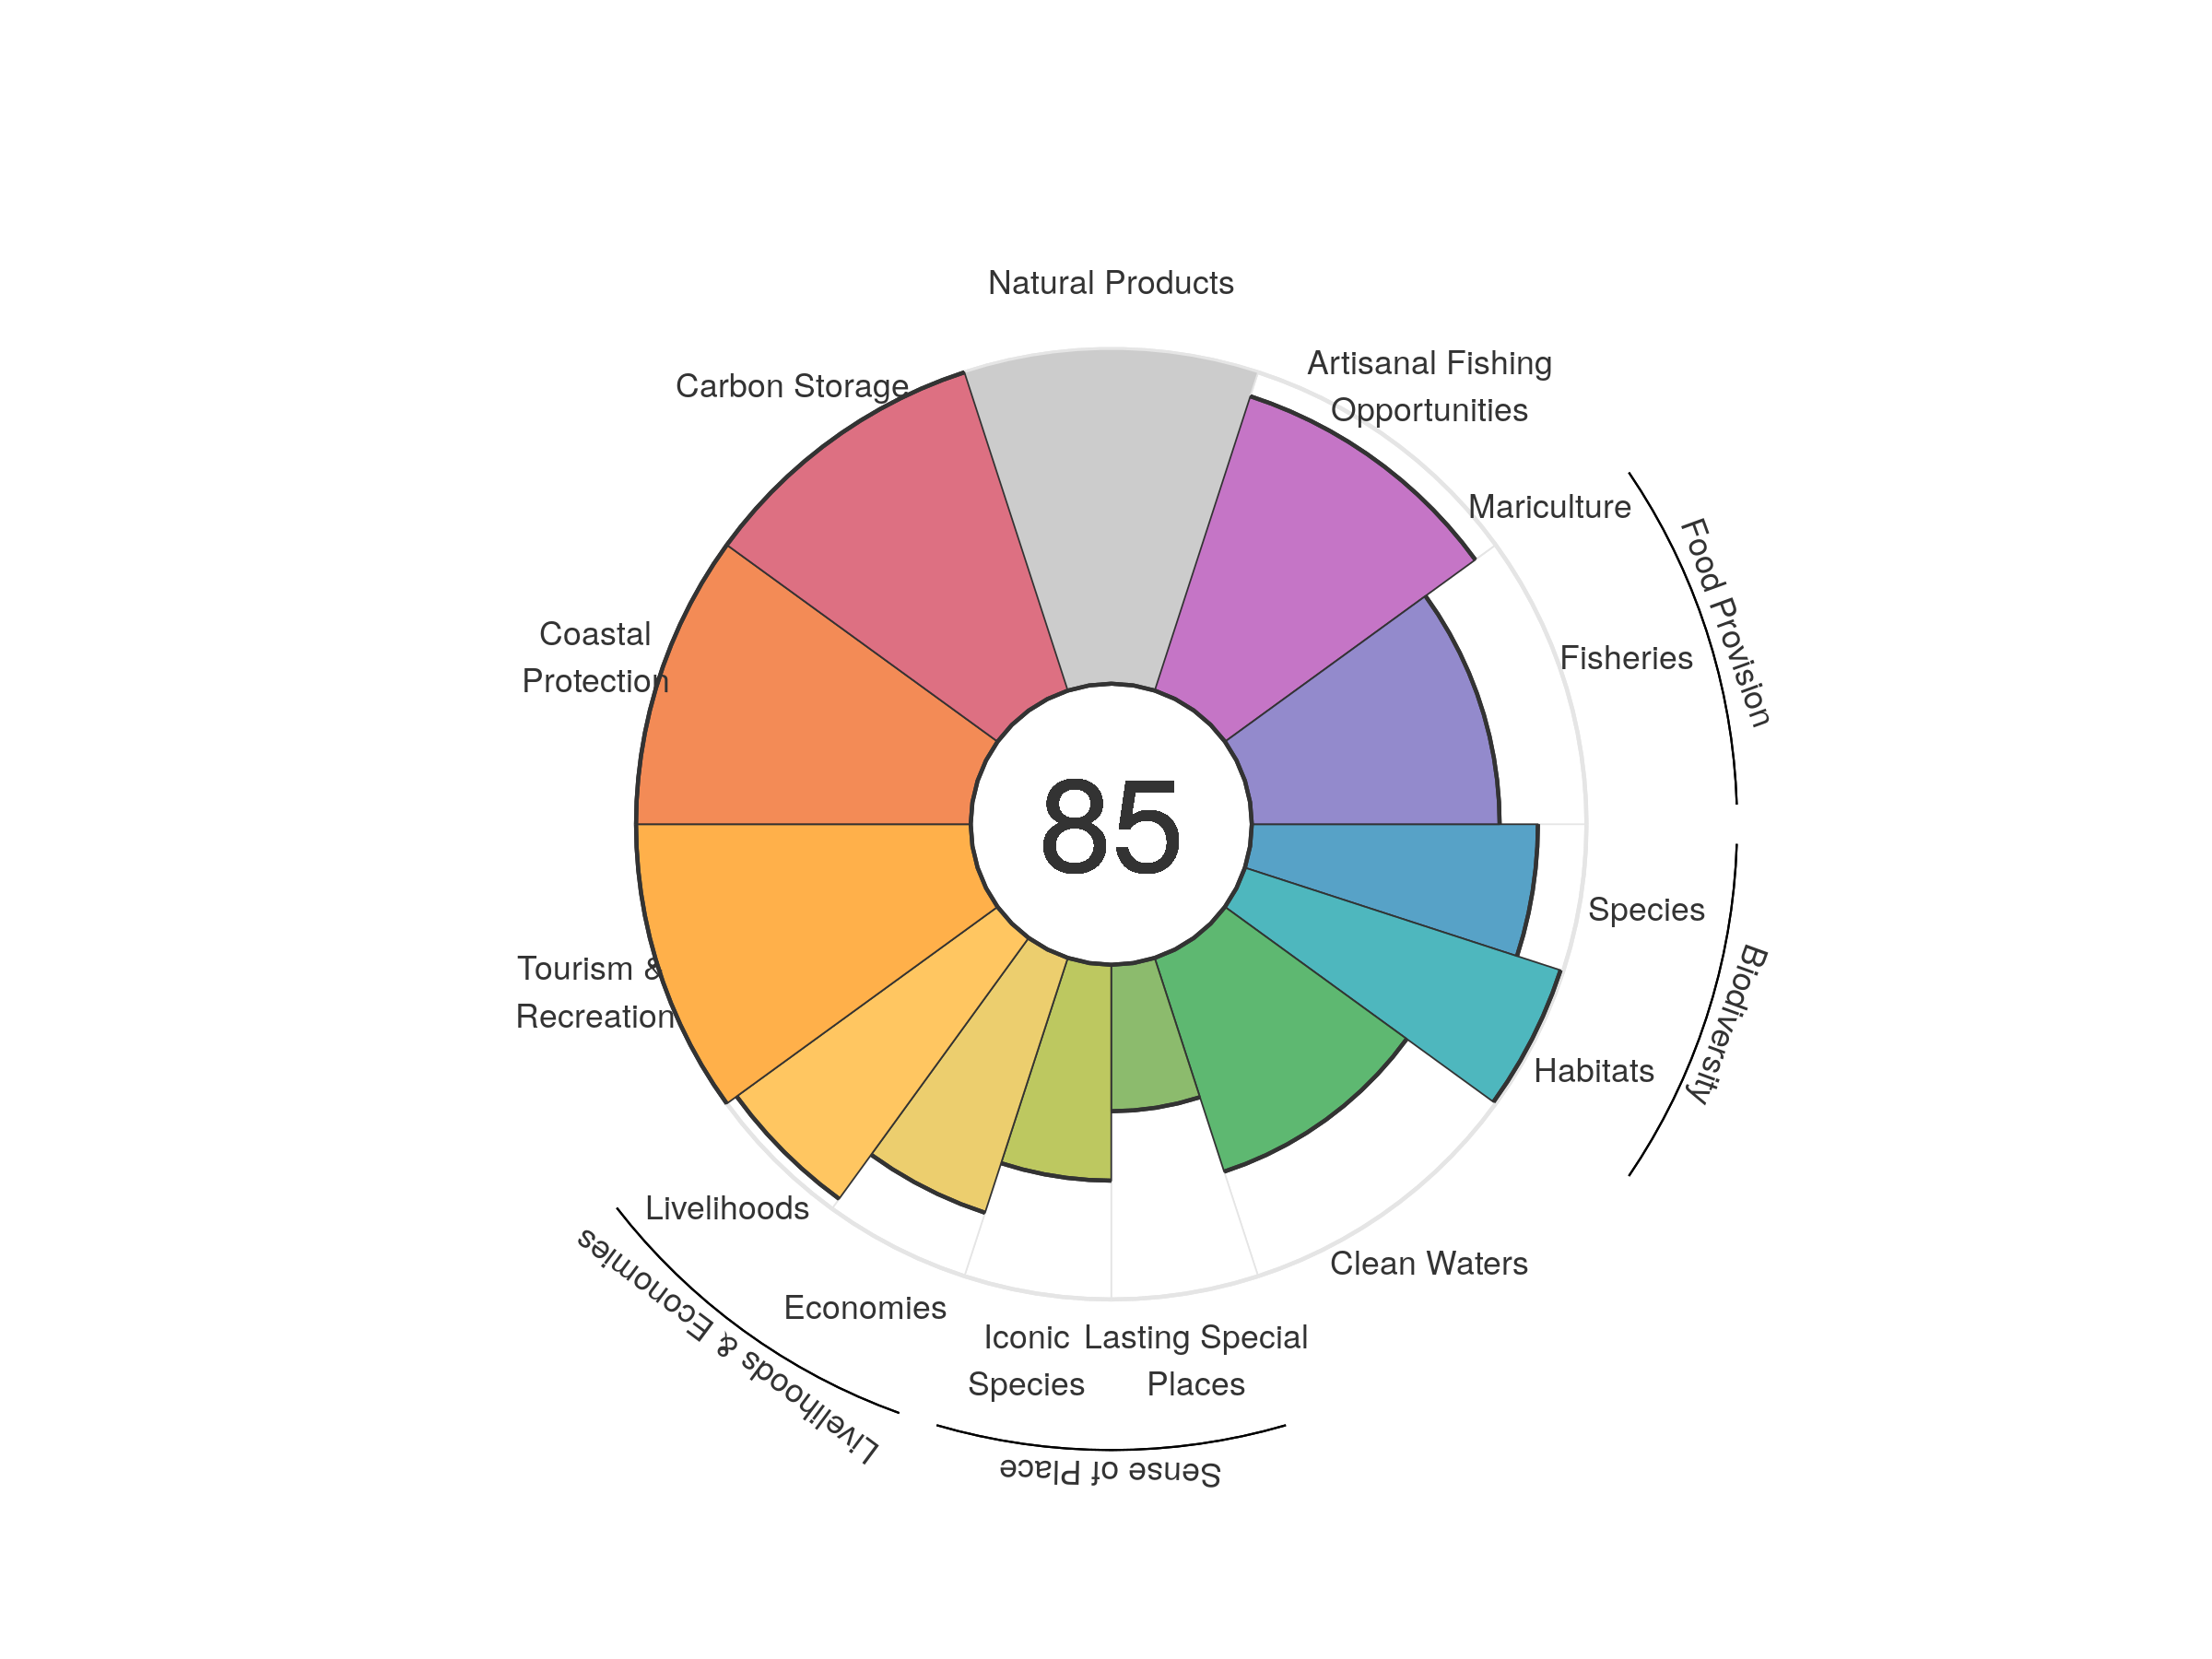 Natural Products
Artisanal Fishing
Opportunities
Carbon Storage
Mariculture
Food Provision
Fisheries
Coastal
Protection
85
Species
Biodiversity
Tourism &
Recreation
Habitats
Livelihoods
Livelihoods & Economies
Clean Waters
Economies
Iconic
Species
Lasting Special
Places
Sense of Place